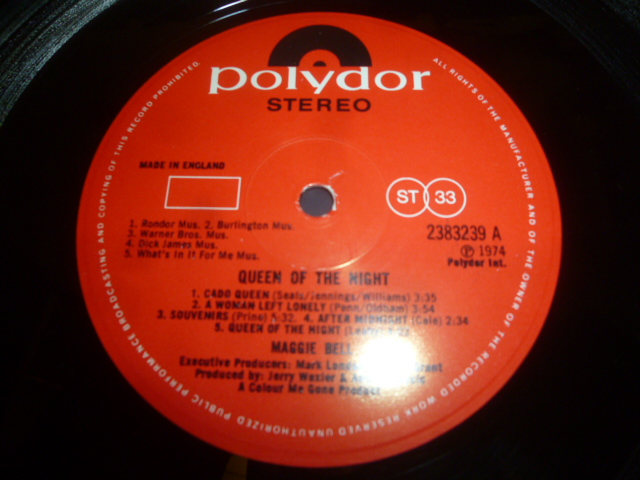 polydor
STEREO
ALL RIGHTS OF THE MANUFACTURER AND OF THE OWNER OF THE RECORDED WORK RESERVED UNAUTHORIZED PUBLIC PERFORMANCE BROADCASTING AND COPYING OF THIS RECORD PROHIBITED.
MADE IN ENGLAND
ST 33
1. Rondor Mus. 2. Burlington Mus.
3. Warner Bros. Mus.
4. Dick James Mus.
5. What's In It For Me Mus.
2383239 A
℗ 1974
Polydor Int.
QUEEN OF THE NIGHT
1. CADO QUEEN (Seals/Jennings/Williams) 3:35
2. A WOMAN LEFT LONELY (Penn/Oldham) 3:54
3. SOUVENIRS (Prine) 4. AFTER MIDNIGHT (Cale) 2:34
5. QUEEN OF THE NIGHT
MAGGIE BELL
Executive Producers: Mark
Produced by: Jerry Wexler &
A Colour Me Gone